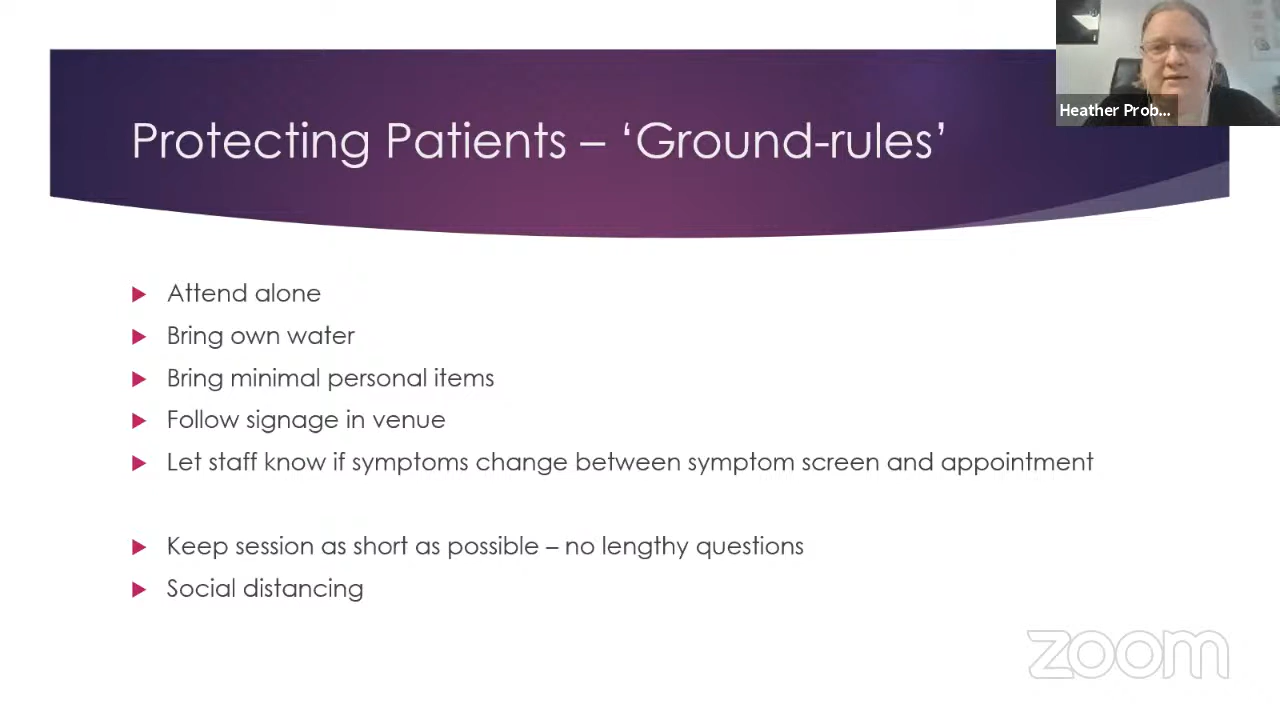 Protecting Patients – ‘Ground-rules’
Heather Prob...
Attend alone
Bring own water
Bring minimal personal items
Follow signage in venue
Let staff know if symptoms change between symptom screen and appointment
Keep session as short as possible – no lengthy questions
Social distancing
zoom